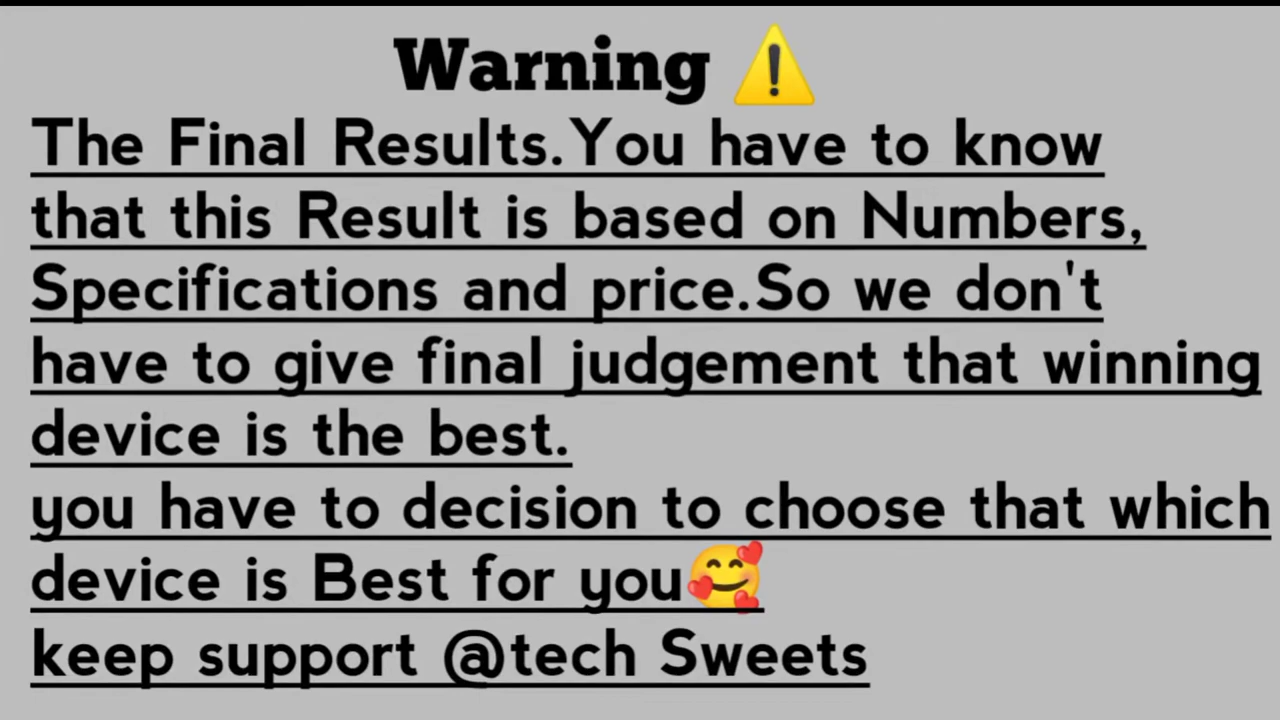 Warning ⚠️
The Final Results.You have to know
that this Result is based on Numbers,
Specifications and price.So we don't
have to give final judgement that winning
device is the best.
you have to decision to choose that which
device is Best for you🥰
keep support @tech Sweets